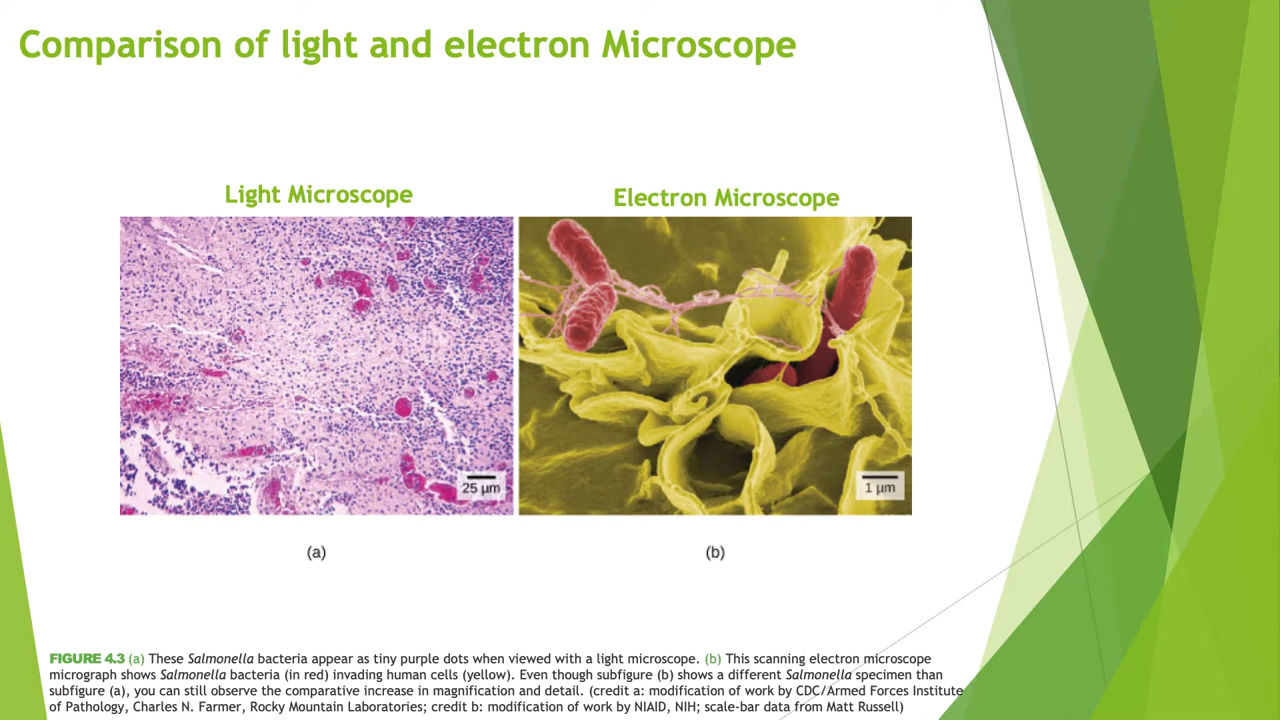 Comparison of light and electron Microscope
Light Microscope
Electron Microscope
25 µm
1 µm
(a)
(b)
FIGURE 4.3 (a) These Salmonella bacteria appear as tiny purple dots when viewed with a light microscope. (b) This scanning electron microscope
micrograph shows Salmonella bacteria (in red) invading human cells (yellow). Even though subfigure (b) shows a different Salmonella specimen than
subfigure (a), you can still observe the comparative increase in magnification and detail. (credit a: modification of work by CDC/Armed Forces Institute
of Pathology, Charles N. Farmer, Rocky Mountain Laboratories; credit b: modification of work by NIAID, NIH; scale-bar data from Matt Russell)